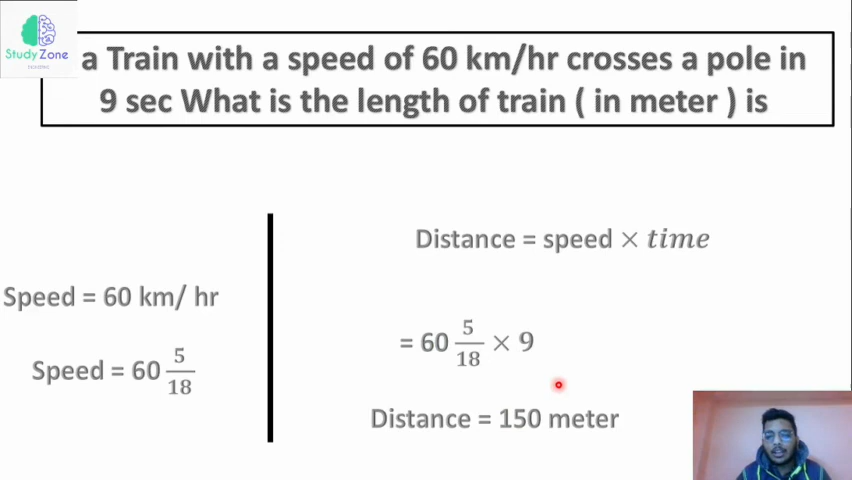 StudyZone
a Train with a speed of 60 km/hr crosses a pole in
9 sec What is the length of train ( in meter ) is
Distance = speed × time
Speed = 60 km/ hr
= 60 5/18 × 9
Speed = 60 5/18
Distance = 150 meter